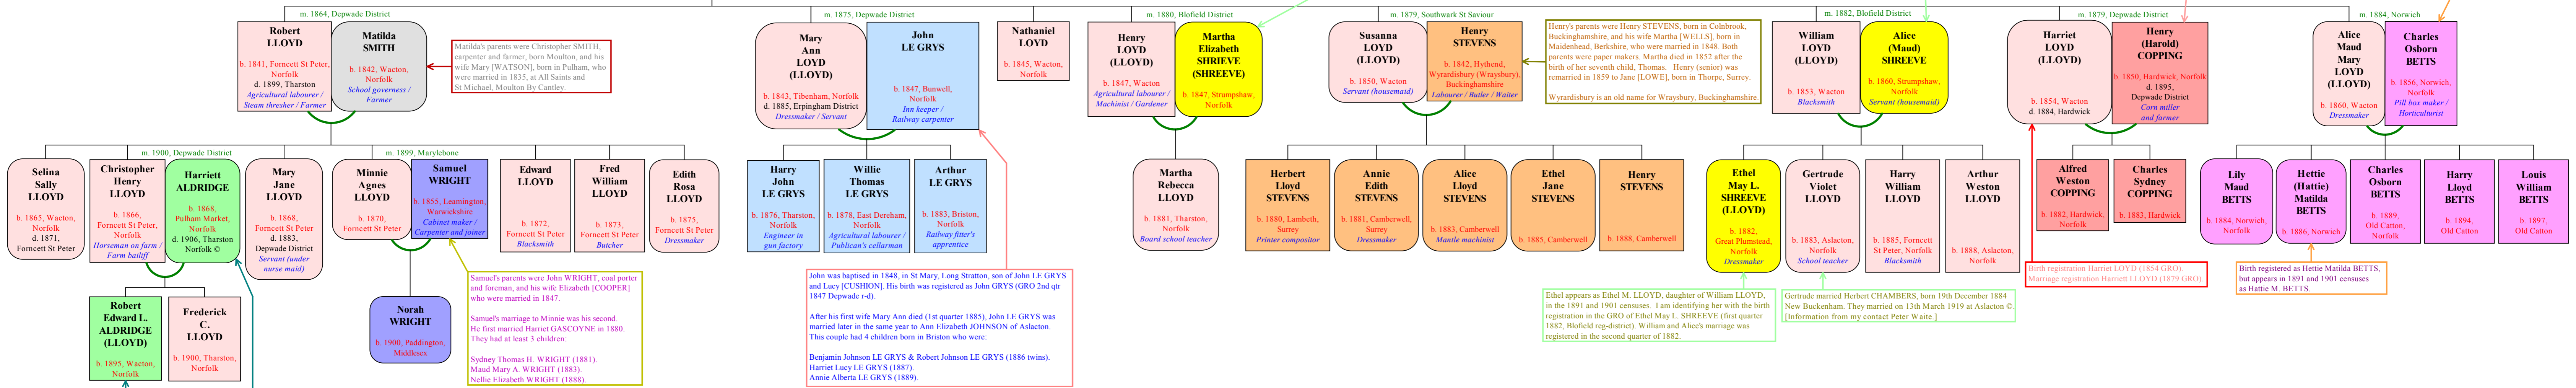 m. 1864, Depwade District
Robert
LLOYD
b. 1841, Forncett St Peter,
Norfolk
d. 1899, Tharston
Agricultural labourer /
Steam thresher / Farmer
Matilda
SMITH
b. 1842, Wacton,
Norfolk
School governess /
Farmer
Matilda's parents were Christopher SMITH,
carpenter and farmer, born Moulton, and his
wife Mary [WATSON], born in Pulham, who
were married in 1835, at All Saints and
St Michael, Moulton By Cantley.
m. 1875, Depwade District
Mary
Ann
LOYD
(LLOYD)
b. 1843, Tibenham, Norfolk
d. 1885, Erpingham District
Dressmaker / Servant
John
LE GRYS
b. 1847, Bunwell,
Norfolk
Inn keeper /
Railway carpenter
Nathaniel
LOYD
b. 1845, Wacton,
Norfolk
m. 1880, Blofield District
Henry
LOYD
(LLOYD)
b. 1847, Wacton
Agricultural labourer /
Machinist / Gardener
Martha
Elizabeth
SHRIEVE
(SHREEVE)
b. 1847, Strumpshaw,
Norfolk
m. 1879, Southwark St Saviour
Susanna
LOYD
(LLOYD)
b. 1850, Wacton
Servant (housemaid)
Henry
STEVENS
b. 1842, Hythend,
Wyrardisbury (Wraysbury),
Buckinghamshire
Labourer / Butler / Waiter
Henry's parents were Henry STEVENS, born in Colnbrook,
Buckinghamshire, and his wife Martha [WELLS], born in
Maidenhead, Berkshire, who were married in 1848. Both
parents were paper makers. Martha died in 1852 after the
birth of her seventh child, Thomas. Henry (senior) was
remarried in 1859 to Jane [LOWE], born in Thorpe, Surrey.
Wyrardisbury is an old name for Wraysbury, Buckinghamshire.
m. 1882, Blofield District
William
LOYD
(LLOYD)
b. 1853, Wacton
Blacksmith
Alice
(Maud)
SHREEVE
b. 1860, Strumpshaw,
Norfolk
Servant (housemaid)
m. 1879, Depwade District
Harriet
LOYD
(LLOYD)
b. 1854, Wacton
d. 1884, Hardwick
Henry
(Harold)
COPPING
b. 1850, Hardwick, Norfolk
d. 1895,
Depwade District
Corn miller
and farmer
m. 1884, Norwich
Alice
Maud
Mary
LOYD
(LLOYD)
b. 1860, Wacton
Dressmaker
Charles
Osborn
BETTS
b. 1856, Norwich,
Norfolk
Pill box maker /
Horticulturist
Selina
Sally
LLOYD
b. 1865, Wacton,
Norfolk
d. 1871,
Forncett St Peter
m. 1900, Depwade District
Christopher
Henry
LLOYD
b. 1866,
Forncett St Peter,
Norfolk
Horseman on farm /
Farm bailiff
Harriett
ALDRIDGE
b. 1868,
Pulham Market,
Norfolk
d. 1906, Tharston
Norfolk ©
Mary
Jane
LLOYD
b. 1868,
Forncett St Peter
d. 1883,
Depwade District
Servant (under
nurse maid)
m. 1899, Marylebone
Minnie
Agnes
LLOYD
b. 1870,
Forncett St Peter
Samuel
WRIGHT
b. 1855, Leamington,
Warwickshire
Cabinet maker /
Carpenter and joiner
Edward
LLOYD
b. 1872,
Forncett St Peter
Blacksmith
Fred
William
LLOYD
b. 1873,
Forncett St Peter
Butcher
Edith
Rosa
LLOYD
b. 1875,
Forncett St Peter
Dressmaker
Harry
John
LE GRYS
b. 1876, Tharston,
Norfolk
Engineer in
gun factory
Willie
Thomas
LE GRYS
b. 1878, East Dereham,
Norfolk
Agricultural labourer /
Publican's cellarman
Arthur
LE GRYS
b. 1883, Briston,
Norfolk
Railway fitter's
apprentice
Martha
Rebecca
LLOYD
b. 1881, Tharston,
Norfolk
Board school teacher
Herbert
Lloyd
STEVENS
b. 1880, Lambeth,
Surrey
Printer compositor
Annie
Edith
STEVENS
b. 1881, Camberwell,
Surrey
Dressmaker
Alice
Lloyd
STEVENS
b. 1883, Camberwell
Mantle machinist
Ethel
Jane
STEVENS
b. 1885, Camberwell
Henry
STEVENS
b. 1888, Camberwell
Ethel
May L.
SHREEVE
(LLOYD)
b. 1882,
Great Plumstead,
Norfolk
Dressmaker
Gertrude
Violet
LLOYD
b. 1883, Aslacton,
Norfolk
School teacher
Harry
William
LLOYD
b. 1885, Forncett
St Peter, Norfolk
Blacksmith
Arthur
Weston
LLOYD
b. 1888, Aslacton,
Norfolk
Alfred
Weston
COPPING
b. 1882, Hardwick,
Norfolk
Charles
Sydney
COPPING
b. 1883, Hardwick
Lily
Maud
BETTS
b. 1884, Norwich,
Norfolk
Hettie
(Hattie)
Matilda
BETTS
b. 1886, Norwich
Charles
Osborn
BETTS
b. 1889,
Old Catton,
Norfolk
Harry
Lloyd
BETTS
b. 1894,
Old Catton
Louis
William
BETTS
b. 1897,
Old Catton
Robert
Edward L.
ALDRIDGE
(LLOYD)
b. 1895, Wacton,
Norfolk
Frederick
C.
LLOYD
b. 1900, Tharston,
Norfolk
Norah
WRIGHT
b. 1900, Paddington,
Middlesex
Samuel's parents were John WRIGHT, coal porter
and foreman, and his wife Elizabeth [COOPER]
who were married in 1847.
Samuel's marriage to Minnie was his second.
He first married Harriet GASCOYNE in 1880.
They had at least 3 children:
Sydney Thomas H. WRIGHT (1881).
Maud Mary A. WRIGHT (1883).
Nellie Elizabeth WRIGHT (1888).
John was baptised in 1848, in St Mary, Long Stratton, son of John LE GRYS
and Lucy [CUSHION]. His birth was registered as John GRYS (GRO 2nd qtr
1847 Depwade r-d).
After his first wife Mary Ann died (1st quarter 1885), John LE GRYS was
married later in the same year to Ann Elizabeth JOHNSON of Aslacton.
This couple had 4 children born in Briston who were:
Benjamin Johnson LE GRYS & Robert Johnson LE GRYS (1886 twins).
Harriet Lucy LE GRYS (1887).
Annie Alberta LE GRYS (1889).
Ethel appears as Ethel M. LLOYD, daughter of William LLOYD,
in the 1891 and 1901 censuses. I am identifying her with the birth
registration in the GRO of Ethel May L. SHREEVE (first quarter
1882, Blofield reg-district). William and Alice's marriage was
registered in the second quarter of 1882.
Gertrude married Herbert CHAMBERS, born 19th December 1884
New Buckenham. They married on 13th March 1919 at Aslacton ©.
[Information from my contact Peter Waite.]
Birth registration Harriet LOYD (1854 GRO).
Marriage registration Harriett LLOYD (1879 GRO).
Birth registered as Hettie Matilda BETTS,
but appears in 1891 and 1901 censuses
as Hattie M. BETTS.